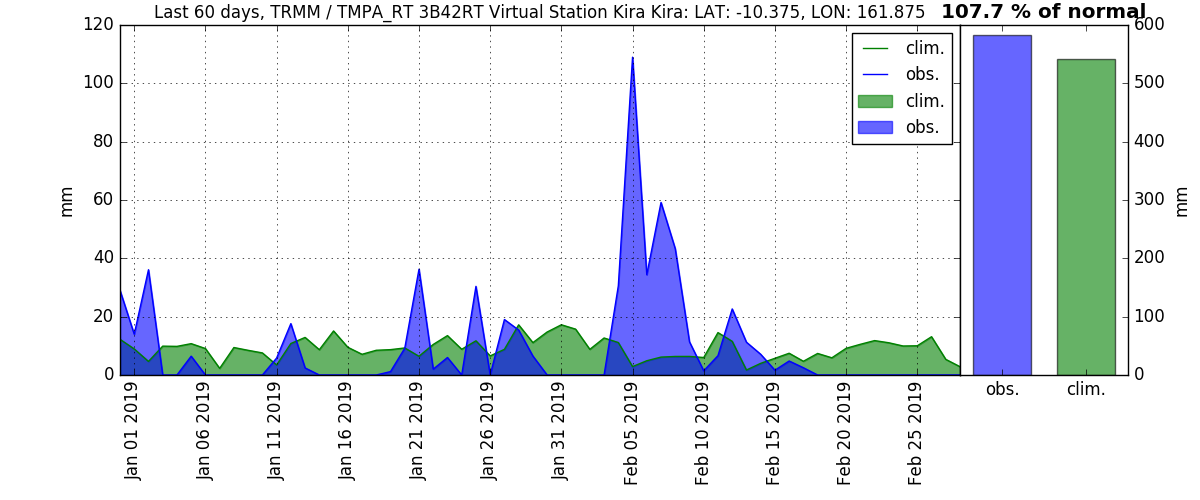 Last 60 days, TRMM / TMPA_RT 3B42RT Virtual Station Kira Kira: LAT: -10.375, LON: 161.875
107.7 % of normal
120
100
80
60
40
20
0
mm
clim.
obs.
clim.
obs.
Jan 01 2019
Jan 06 2019
Jan 11 2019
Jan 16 2019
Jan 21 2019
Jan 26 2019
Jan 31 2019
Feb 05 2019
Feb 10 2019
Feb 15 2019
Feb 20 2019
Feb 25 2019
600
500
400
300
200
100
0
mm
obs.
clim.